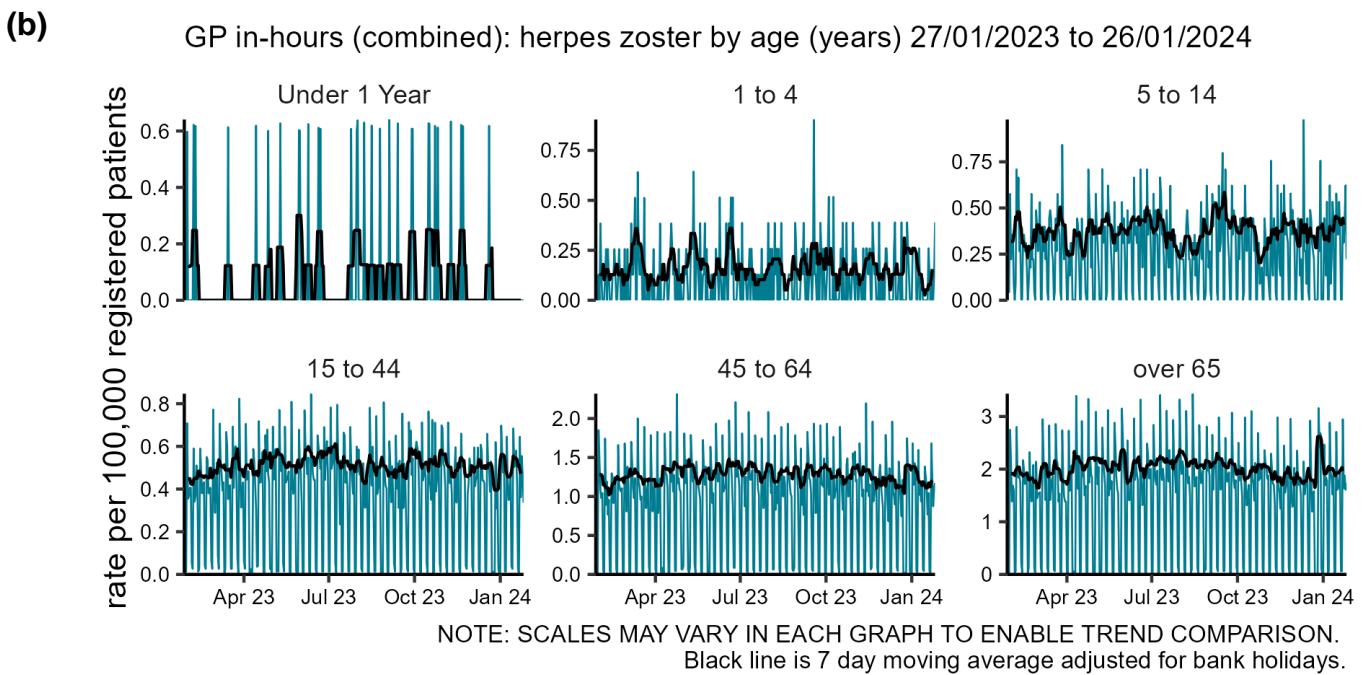 (b)
GP in-hours (combined): herpes zoster by age (years) 27/01/2023 to 26/01/2024
rate per 100,000 registered patients
Under 1 Year
0.6
0.4
0.2
0.0
1 to 4
0.75
0.50
0.25
0.00
5 to 14
0.75
0.50
0.25
0.00
15 to 44
0.8
0.6
0.4
0.2
0.0
Apr 23 Jul 23 Oct 23 Jan 24
45 to 64
2.0
1.5
1.0
0.5
0.0
Apr 23 Jul 23 Oct 23 Jan 24
over 65
3
2
1
0
Apr 23 Jul 23 Oct 23 Jan 24
NOTE: SCALES MAY VARY IN EACH GRAPH TO ENABLE TREND COMPARISON.
Black line is 7 day moving average adjusted for bank holidays.